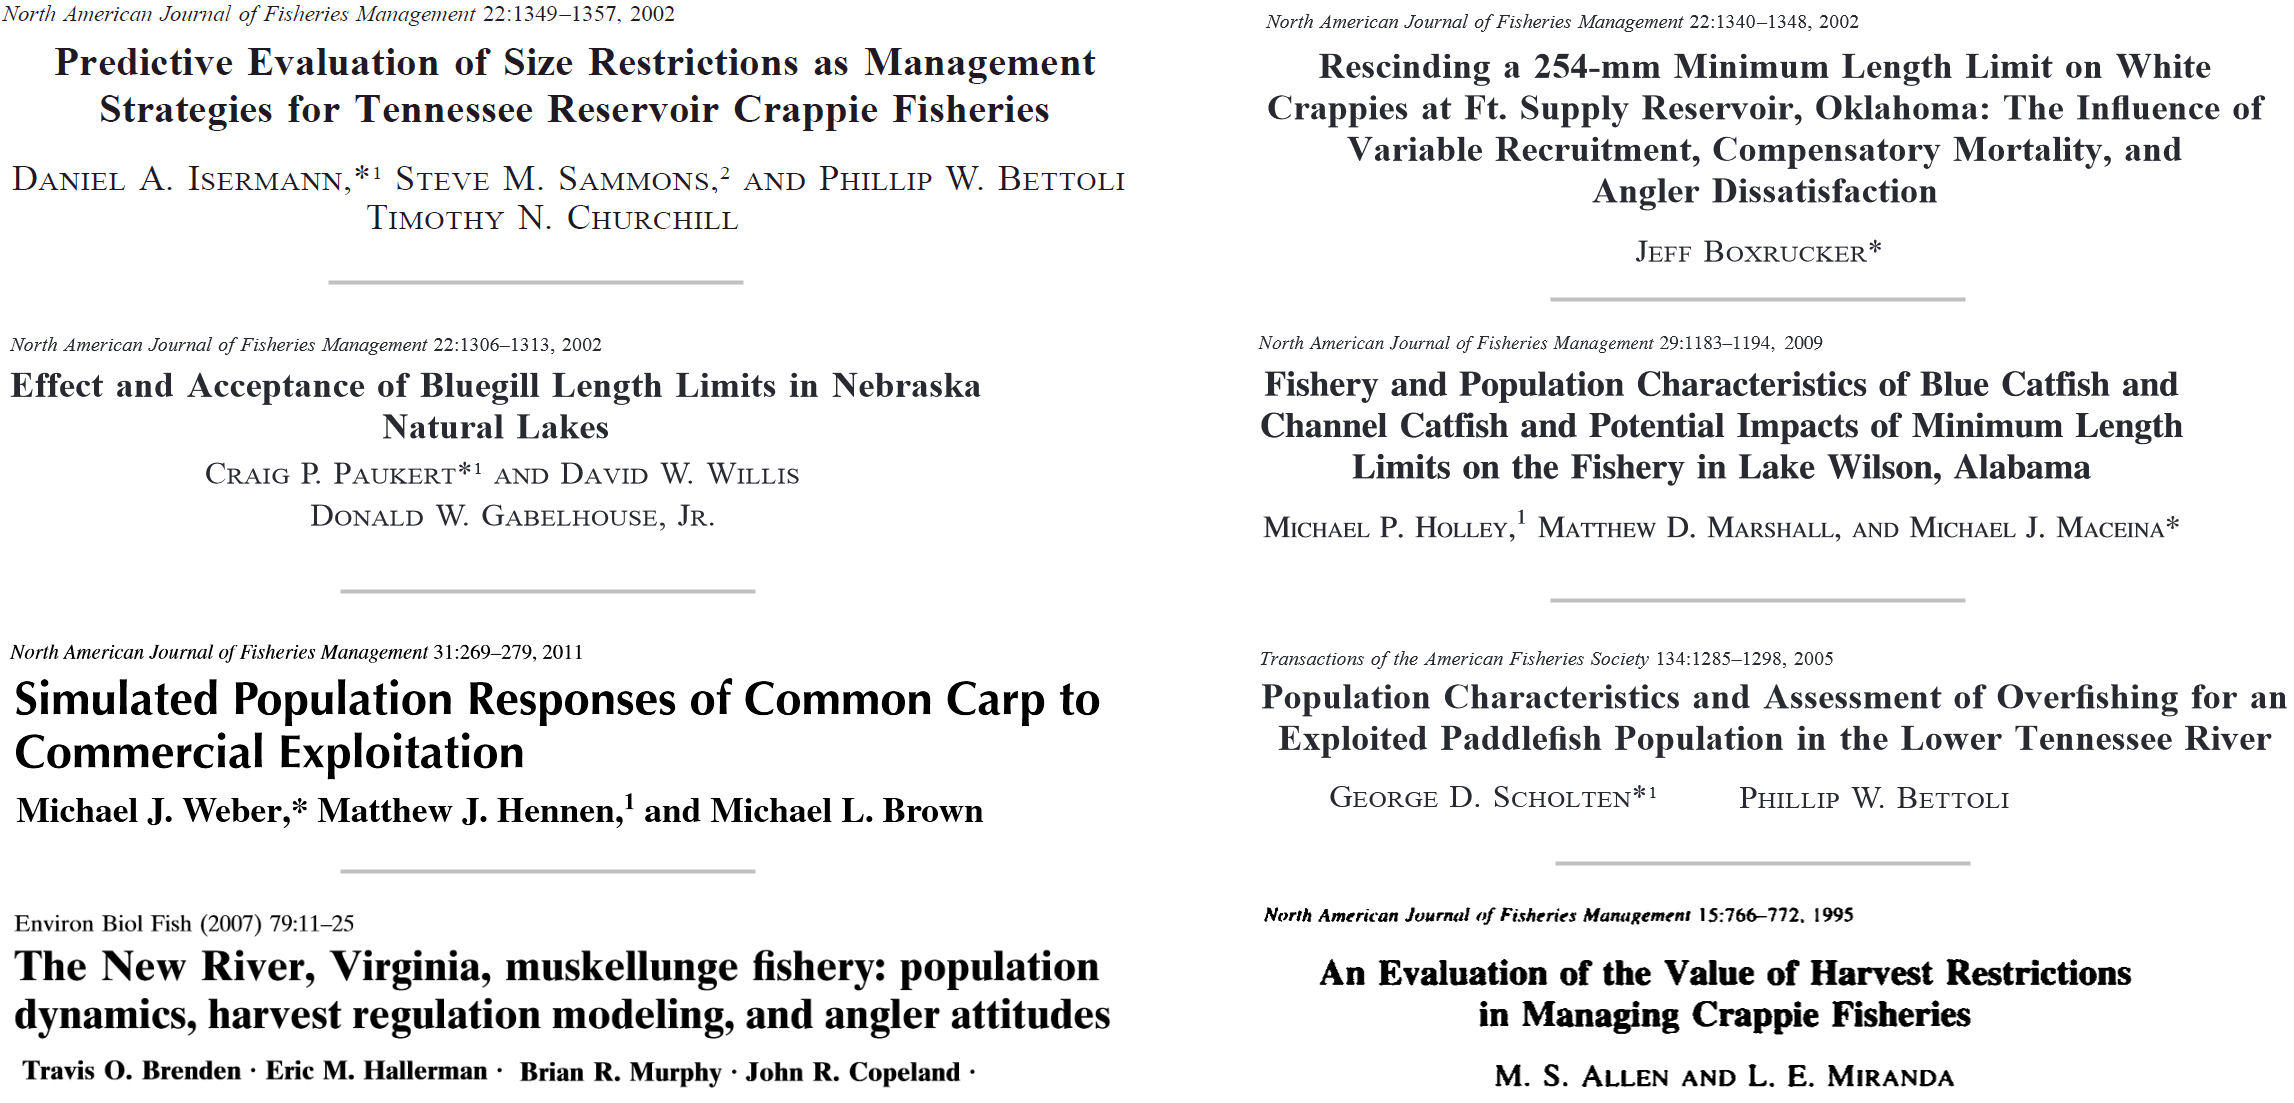 North American Journal of Fisheries Management 22:1349–1357, 2002
Predictive Evaluation of Size Restrictions as Management
Strategies for Tennessee Reservoir Crappie Fisheries
DANIEL A. ISERMANN,*1 STEVE M. SAMMONS,2 AND PHILLIP W. BETTOLI
TIMOTHY N. CHURCHILL
North American Journal of Fisheries Management 22:1306–1313, 2002
Effect and Acceptance of Bluegill Length Limits in Nebraska
Natural Lakes
CRAIG P. PAUKERT*1 AND DAVID W. WILLIS
DONALD W. GABELHOUSE, JR.
North American Journal of Fisheries Management 31:269–279, 2011
Simulated Population Responses of Common Carp to
Commercial Exploitation
Michael J. Weber,* Matthew J. Hennen,1 and Michael L. Brown
Environ Biol Fish (2007) 79:11–25
The New River, Virginia, muskellunge fishery: population
dynamics, harvest regulation modeling, and angler attitudes
Travis O. Brenden · Eric M. Hallerman · Brian R. Murphy · John R. Copeland ·
North American Journal of Fisheries Management 22:1340–1348, 2002
Rescinding a 254-mm Minimum Length Limit on White
Crappies at Ft. Supply Reservoir, Oklahoma: The Influence of
Variable Recruitment, Compensatory Mortality, and
Angler Dissatisfaction
JEFF BOXRUCKER*
North American Journal of Fisheries Management 29:1183–1194, 2009
Fishery and Population Characteristics of Blue Catfish and
Channel Catfish and Potential Impacts of Minimum Length
Limits on the Fishery in Lake Wilson, Alabama
MICHAEL P. HOLLEY,1 MATTHEW D. MARSHALL, AND MICHAEL J. MACEINA*
Transactions of the American Fisheries Society 134:1285–1298, 2005
Population Characteristics and Assessment of Overfishing for an
Exploited Paddlefish Population in the Lower Tennessee River
GEORGE D. SCHOLTEN*1 PHILLIP W. BETTOLI
North American Journal of Fisheries Management 15:766–772, 1995
An Evaluation of the Value of Harvest Restrictions
in Managing Crappie Fisheries
M. S. ALLEN AND L. E. MIRANDA